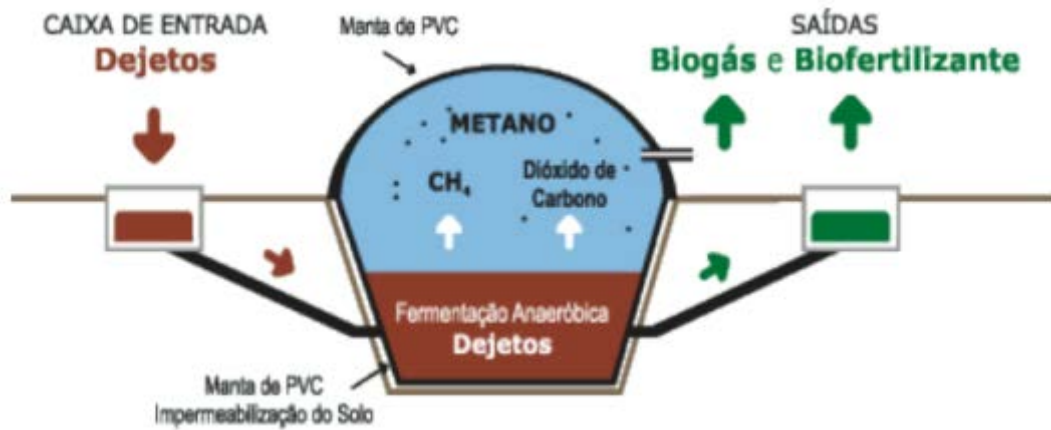 CAIXA DE ENTRADA
Dejetos
Manta de PVC
SAÍDAS
Biogás e Biofertilizante
METANO
CH₄
Dióxido de
Carbono
Fermentação Anaeróbica
Dejetos
Manta de PVC
Impermeabilização do Solo